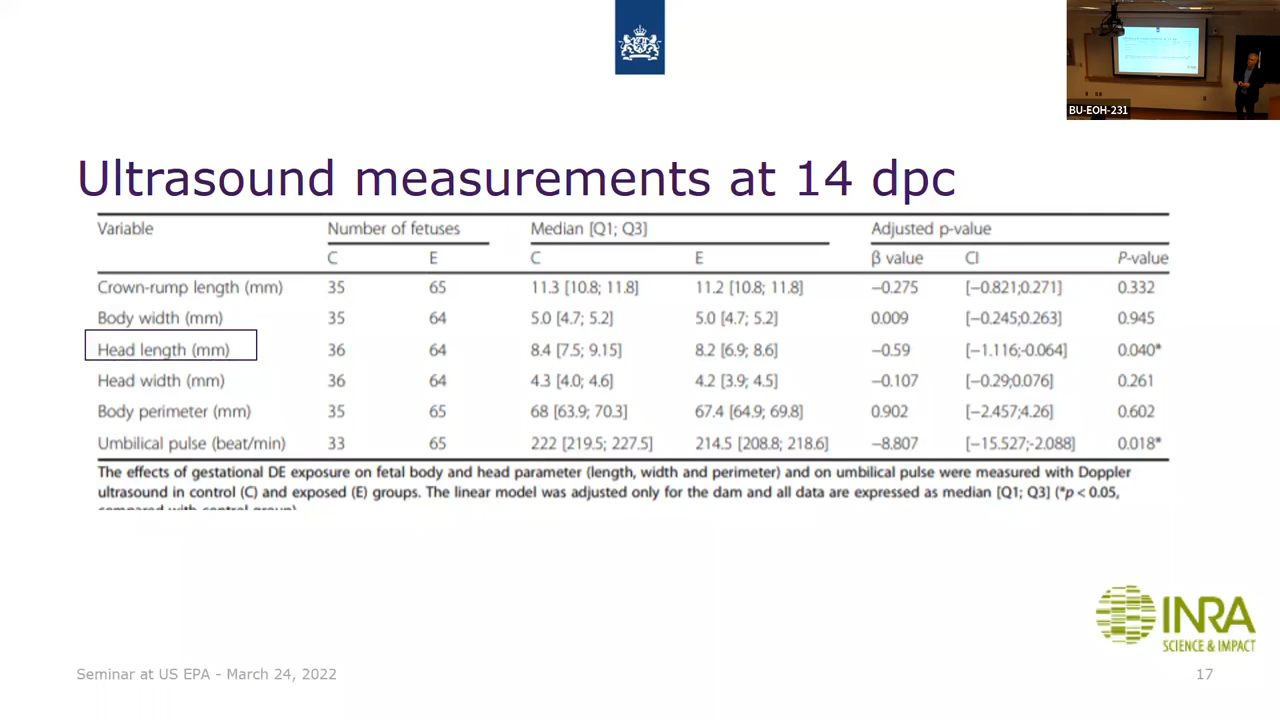 BU-EOH-231
Ultrasound measurements at 14 dpc
Variable Number of fetuses Median [Q1; Q3] Adjusted p-value
C E C E β value CI P-value
Crown-rump length (mm) 35 65 11.3 [10.8; 11.8] 11.2 [10.8; 11.8] −0.275 [−0.821;0.271] 0.332
Body width (mm) 35 64 5.0 [4.7; 5.2] 5.0 [4.7; 5.2] 0.009 [−0.245;0.263] 0.945
Head length (mm) 36 64 8.4 [7.5; 9.15] 8.2 [6.9; 8.6] −0.59 [−1.116;-0.064] 0.040*
Head width (mm) 36 64 4.3 [4.0; 4.6] 4.2 [3.9; 4.5] −0.107 [−0.29;0.076] 0.261
Body perimeter (mm) 35 65 68 [63.9; 70.3] 67.4 [64.9; 69.8] 0.902 [−2.457;4.26] 0.602
Umbilical pulse (beat/min) 33 65 222 [219.5; 227.5] 214.5 [208.8; 218.6] −8.807 [−15.527;-2.088] 0.018*
The effects of gestational DE exposure on fetal body and head parameter (length, width and perimeter) and on umbilical pulse were measured with Doppler
ultrasound in control (C) and exposed (E) groups. The linear model was adjusted only for the dam and all data are expressed as median [Q1; Q3] (*p < 0.05,
compared with control group)
INRA
SCIENCE & IMPACT
Seminar at US EPA - March 24, 2022 17